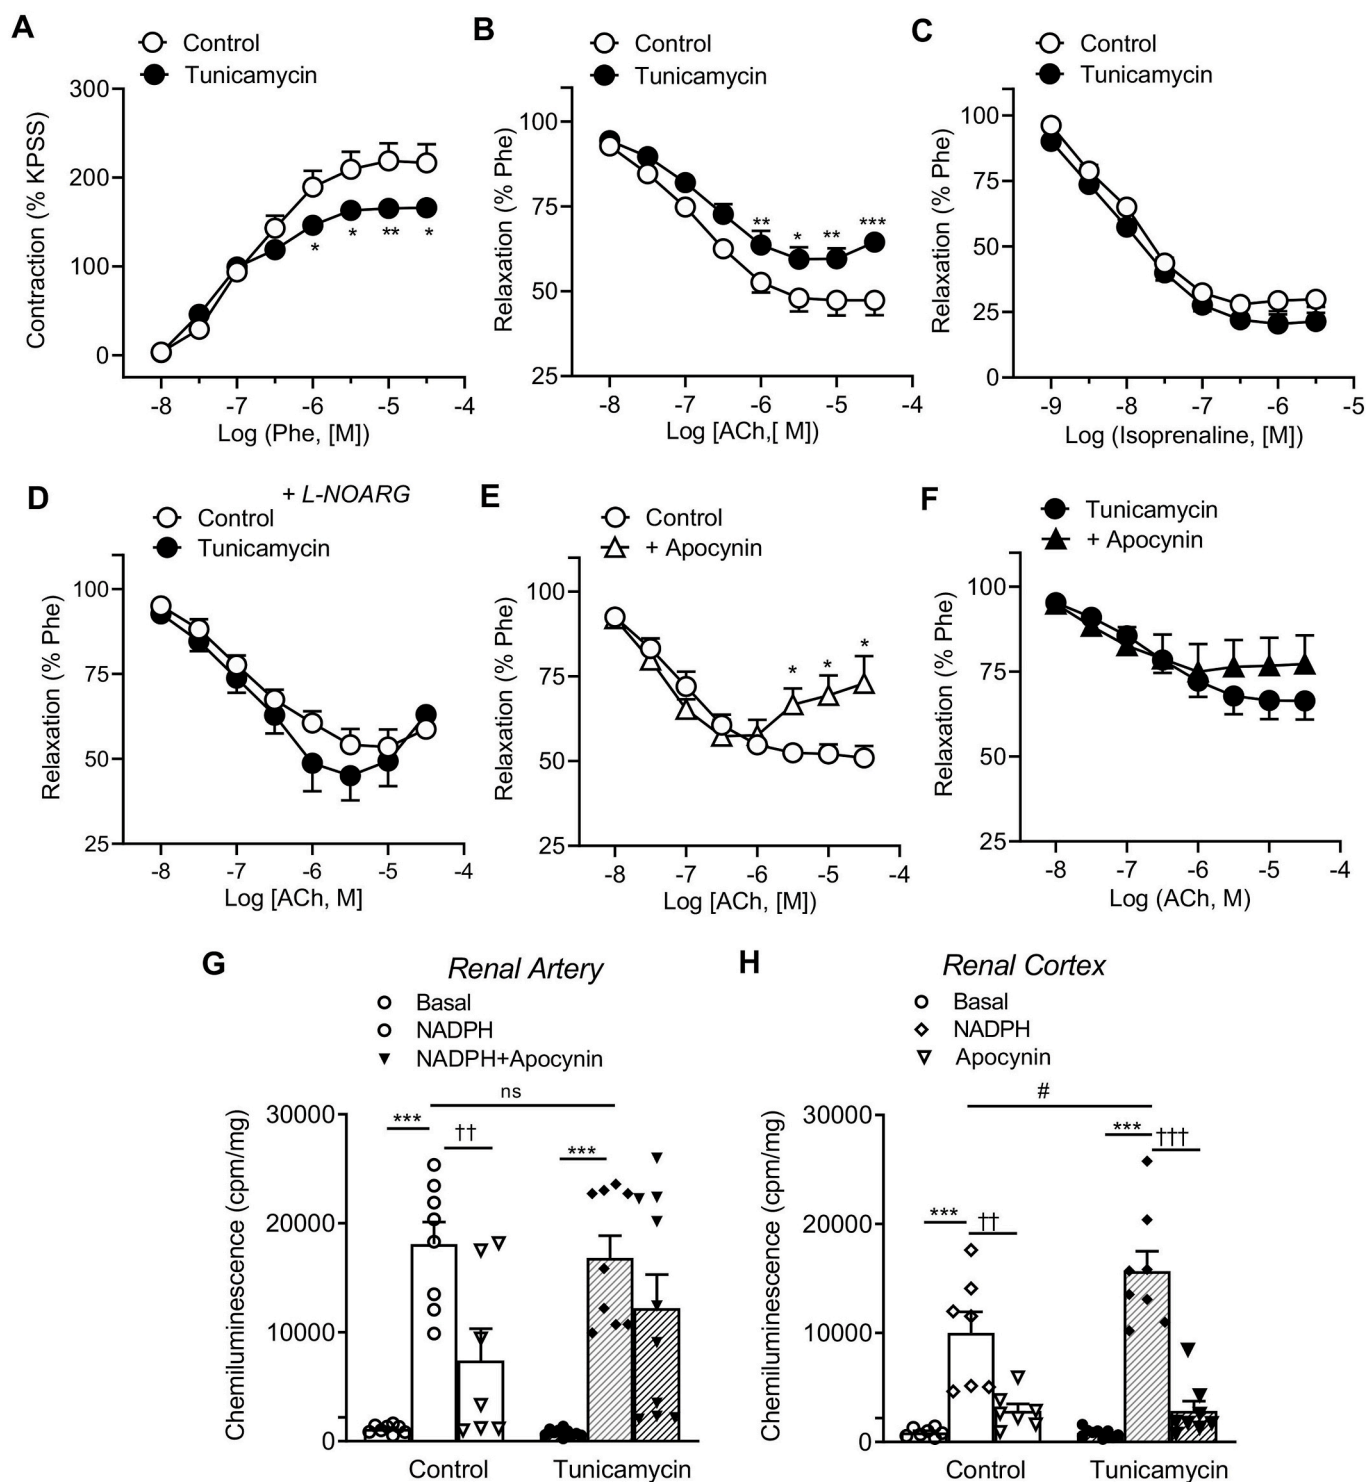 A
Control
Tunicamycin
300
200
100
0
Contraction (% KPSS)
*
*
**
*
-8
-7
-6
-5
-4
Log (Phe, [M])
B
Control
Tunicamycin
100
75
50
25
Relaxation (% Phe)
**
*
**
***
-8
-7
-6
-5
-4
Log [ACh,[ M])
C
Control
Tunicamycin
100
75
50
25
0
Relaxation (% Phe)
-9
-8
-7
-6
-5
Log (Isoprenaline, [M])
D
+ L-NOARG
Control
Tunicamycin
100
75
50
25
Relaxation (% Phe)
-8
-7
-6
-5
-4
Log [ACh, M]
E
Control
+ Apocynin
100
75
50
25
Relaxation (% Phe)
*
*
*
-8
-7
-6
-5
-4
Log [ACh, [M])
F
Tunicamycin
+ Apocynin
100
75
50
25
Relaxation (% Phe)
-8
-7
-6
-5
-4
Log (ACh, M)
G
Renal Artery
Basal
NADPH
NADPH+Apocynin
30000
20000
10000
0
Chemiluminescence (cpm/mg)
ns
***
††
***
Control
Tunicamycin
H
Renal Cortex
Basal
NADPH
Apocynin
30000
20000
10000
0
Chemiluminescence (cpm/mg)
#
***
†††
***
††
Control
Tunicamycin